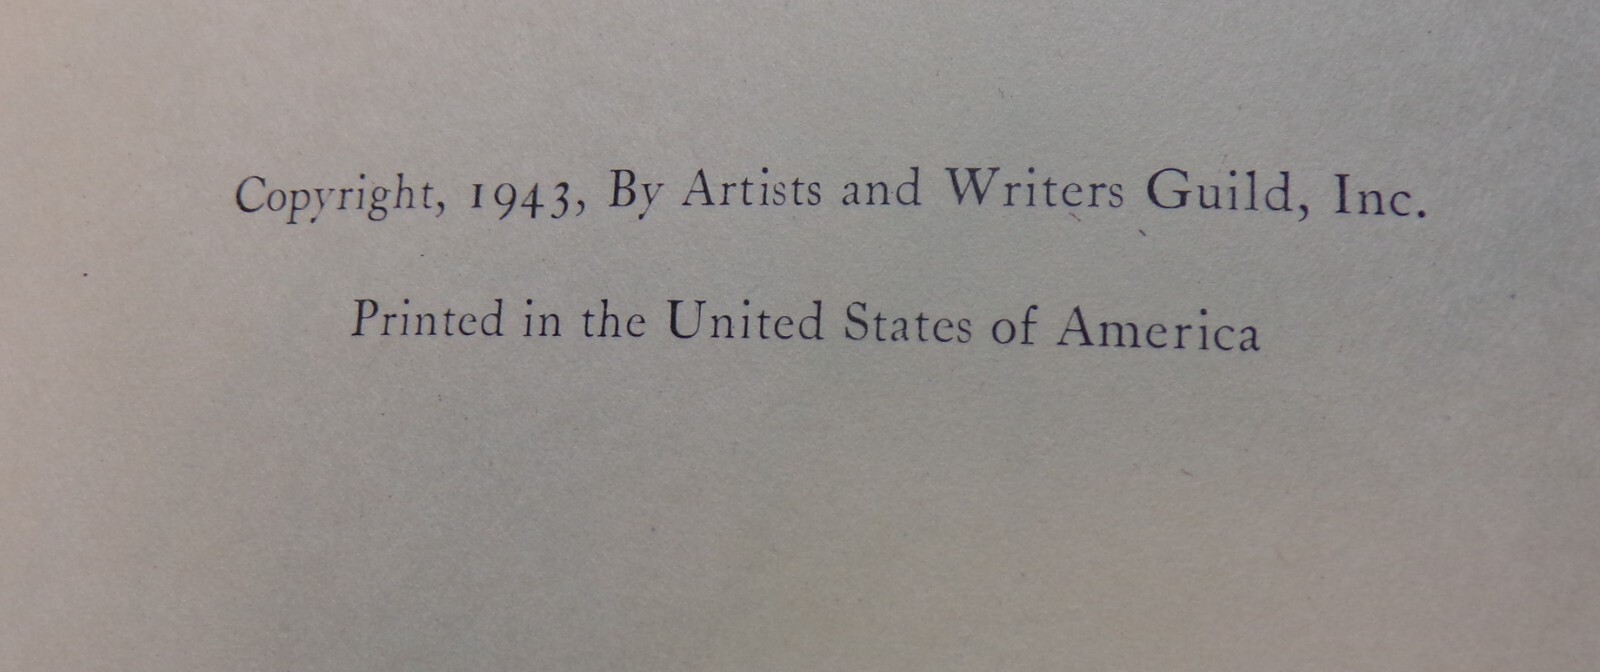 Copyright, 1943, By Artists and Writers Guild, Inc.
Printed in the United States of America